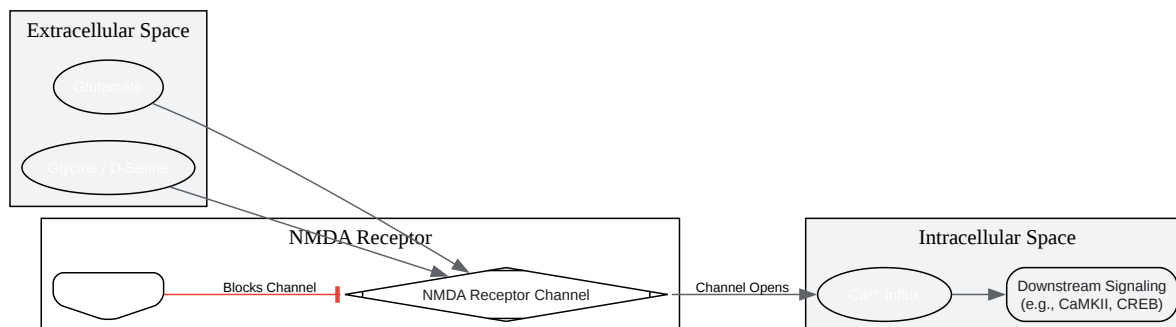 Extracellular Space
Glutamate
Glycine / D-Serine
NMDA Receptor
Blocks Channel
NMDA Receptor Channel
Channel Opens
Intracellular Space
Ca²⁺ Influx
Downstream Signaling
(e.g., CaMKII, CREB)